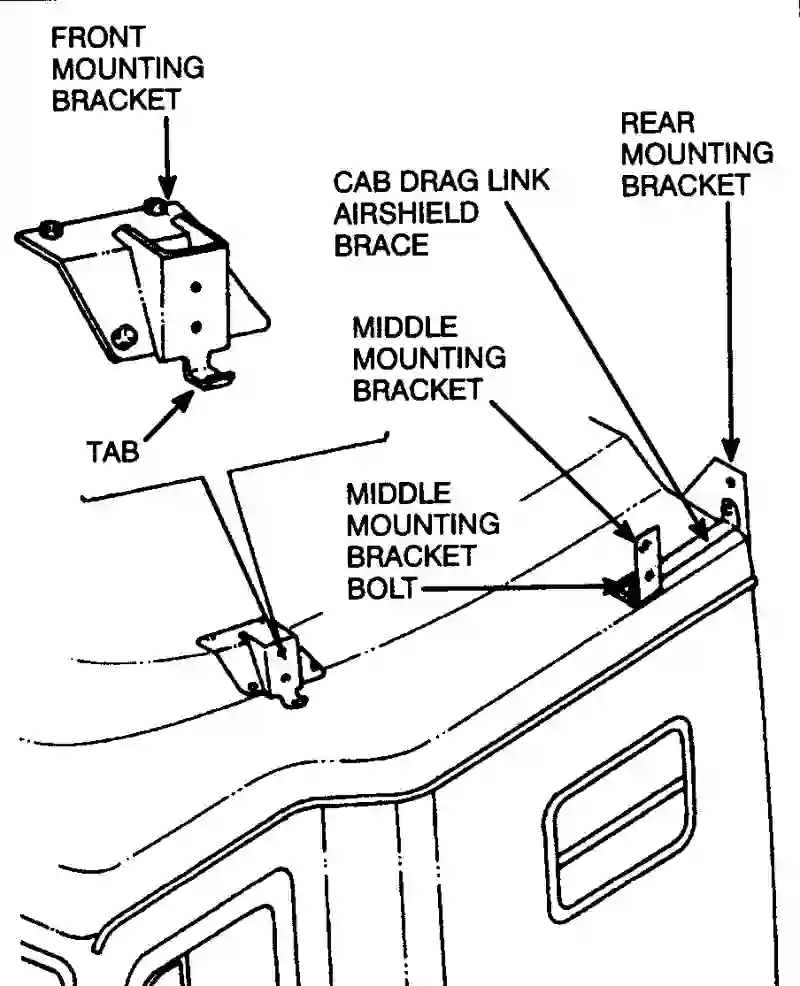 FRONT
MOUNTING
BRACKET
REAR
MOUNTING
BRACKET
CAB DRAG LINK
AIRSHIELD
BRACE
MIDDLE
MOUNTING
BRACKET
TAB
MIDDLE
MOUNTING
BRACKET
BOLT